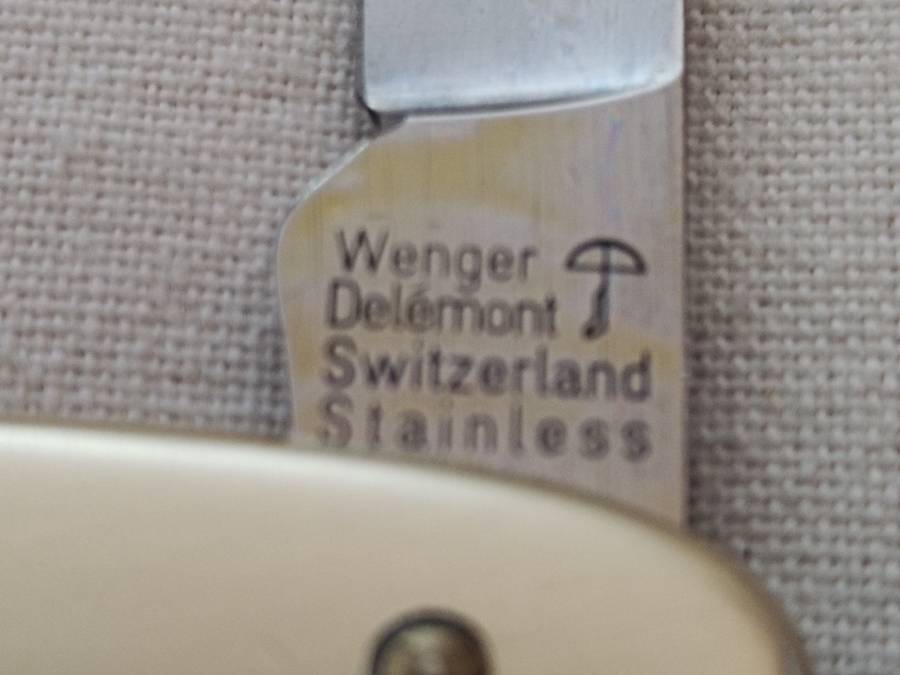 Wenger
Delémont
Switzerland
Stainless